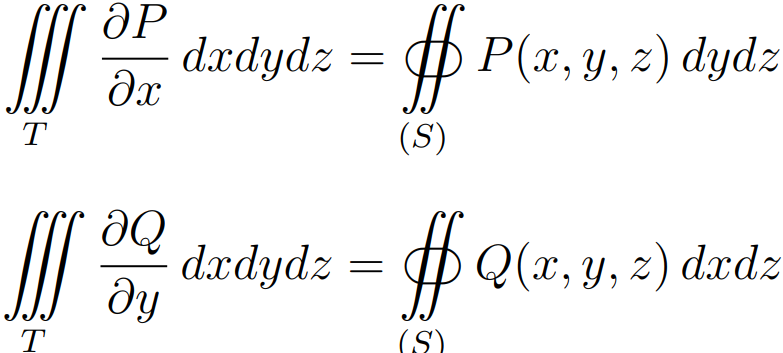 ∭_T ∂P/∂x dxdydz = ∯_(S) P(x, y, z) dydz
∭_T ∂Q/∂y dxdydz = ∯_(S) Q(x, y, z) dxdz